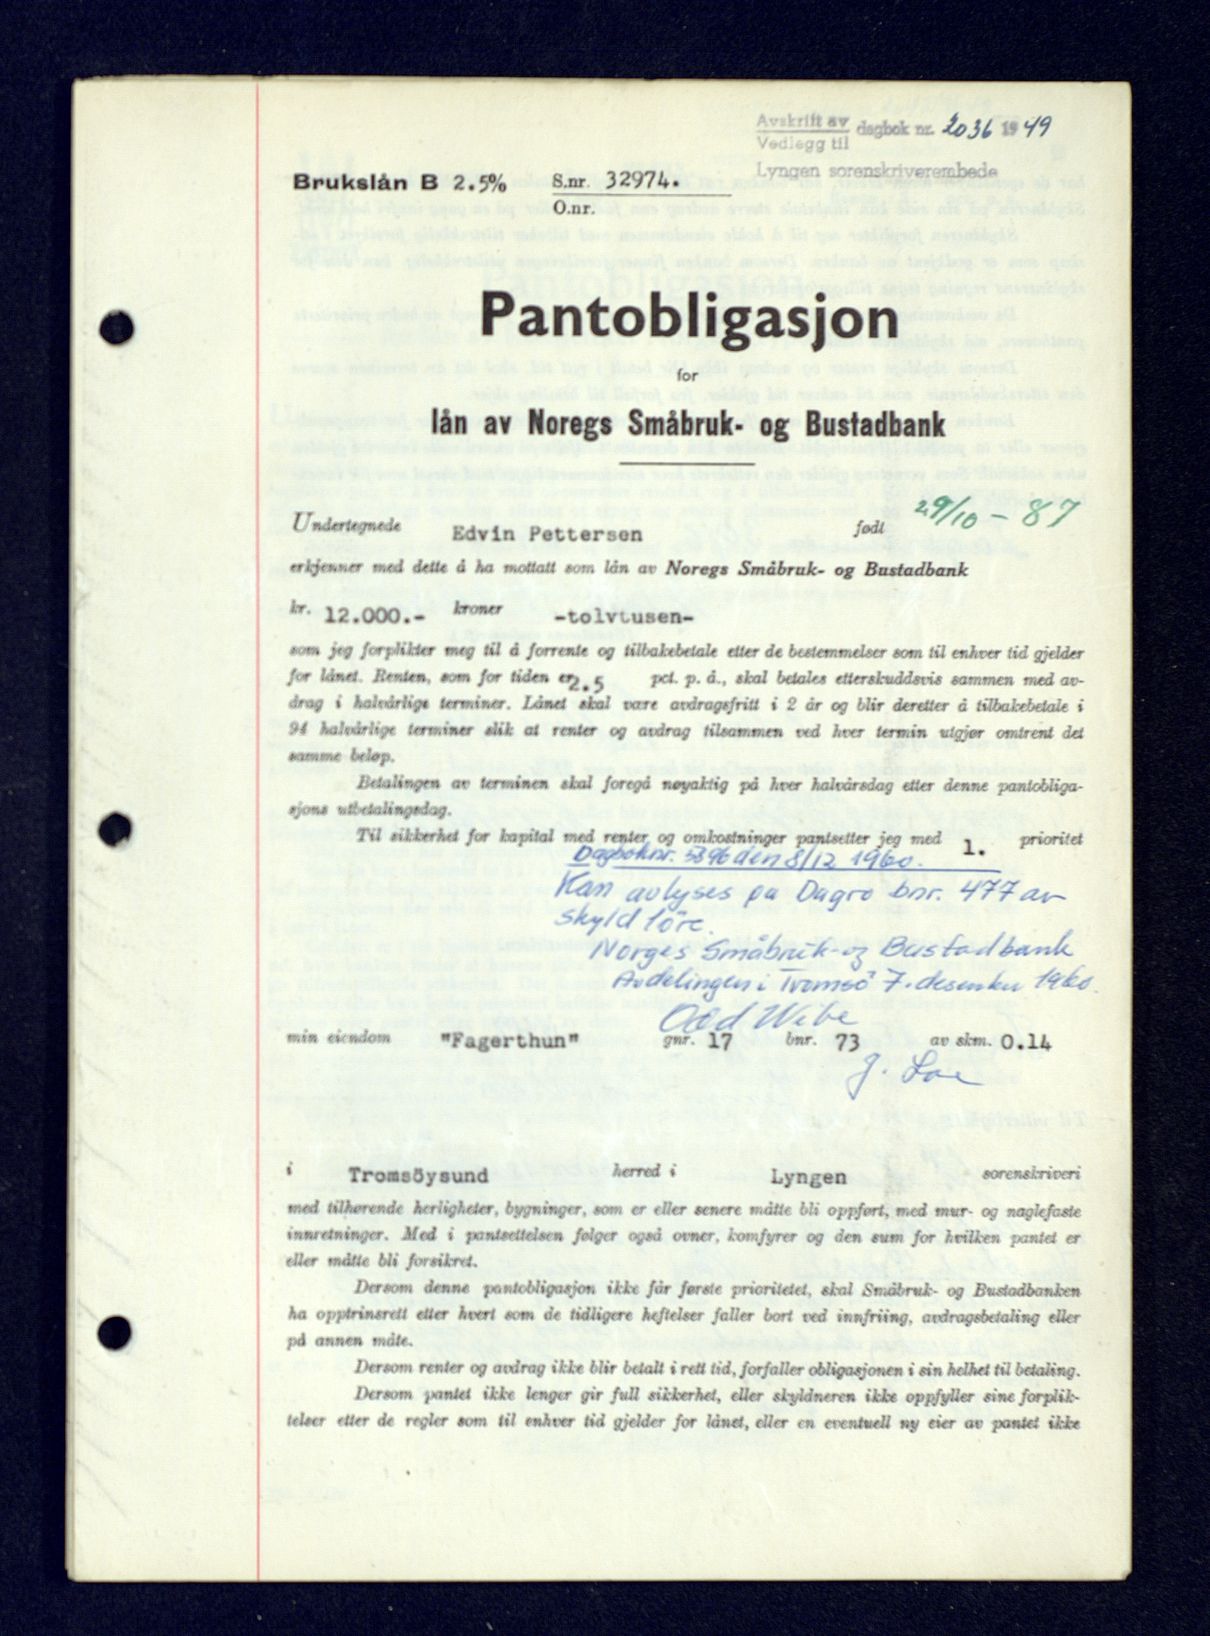 Avskrift av
Vedlegg til
dagbok nr. 2036 1949
Lyngen sorenskriverembede
Brukslån B 2.5% S.nr. 32974.
O.nr.
Pantobligasjon
for
lån av Noregs Småbruk- og Bustadbank
Undertegnede Edvin Pettersen født 29/10 - 87
erkjenner med dette å ha mottatt som lån av Noregs Småbruk- og Bustadbank
kr. 12.000.- kroner -tolvtusen-
som jeg forplikter meg til å forrente og tilbakebetale etter de bestemmelser som til enhver tid gjelder
for lånet. Renten, som for tiden er 2.5 pct. p. å., skal betales etterskuddsvis sammen med av-
drag i halvårlige terminer. Lånet skal være avdragsfritt i 2 år og blir deretter å tilbakebetale i
94 halvårlige terminer slik at renter og avdrag tilsammen ved hver termin utgjør omtrent det
samme beløp.
Betalingen av terminen skal foregå nøyaktig på hver halvårsdag etter denne pantobliga-
sjons utbetalingsdag.
Til sikkerhet for kapital med renter og omkostninger pantsetter jeg med 1. prioritet
Dagboknr. 5396 den 8/12 1960.
Kan avlyses på Dagro bnr. 477 av
skyld løre.
Norges Småbruk- og Bustadbank
Avdelingen i Tromsø 7. desember 1960.
Odd Wibe
min eiendom "Fagerthun" gnr. 17 bnr. 73 av skm. 0.14
J. Loe
i Tromsöysund herred i Lyngen sorenskriveri
med tilhørende herligheter, bygninger, som er eller senere måtte bli oppført, med mur- og naglefaste
innretninger. Med i pantsettelsen følger også ovner, komfyrer og den sum for hvilken pantet er
eller måtte bli forsikret.
Dersom denne pantobligasjon ikke får første prioritetet, skal Småbruk- og Bustadbanken
ha opptrinsrett etter hvert som de tidligere heftelser faller bort ved innfriing, avdragsbetaling eller
på annen måte.
Dersom renter og avdrag ikke blir betalt i rett tid, forfaller obligasjonen i sin helhet til betaling.
Dersom pantet ikke lenger gir full sikkerhet, eller skyldneren ikke oppfyller sine forplik-
telser etter de regler som til enhver tid gjelder for lånet, eller en eventuell ny eier av pantet ikke